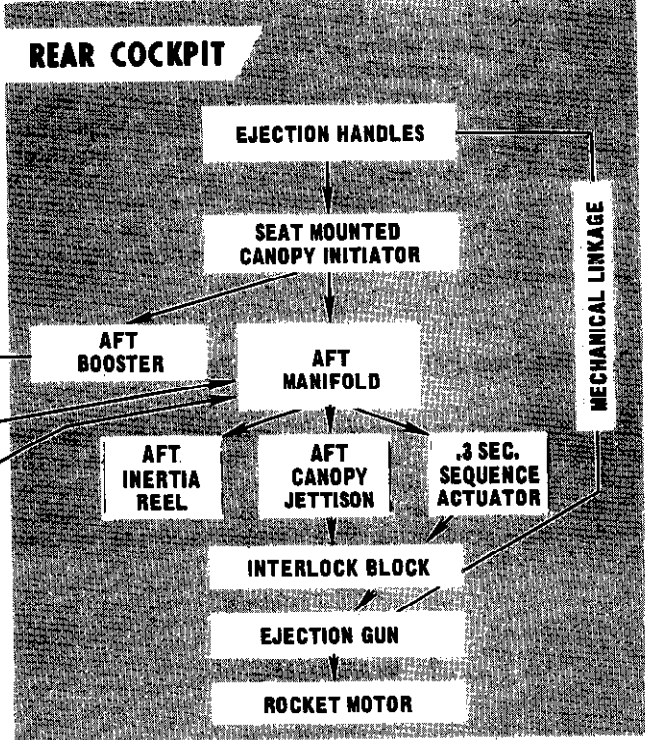 REAR COCKPIT
EJECTION HANDLES
SEAT MOUNTED
CANOPY INITIATOR
MECHANICAL LINKAGE
AFT
BOOSTER
AFT
MANIFOLD
AFT
INERTIA
REEL
AFT
CANOPY
JETTISON
.3 SEC.
SEQUENCE
ACTUATOR
INTERLOCK BLOCK
EJECTION GUN
ROCKET MOTOR